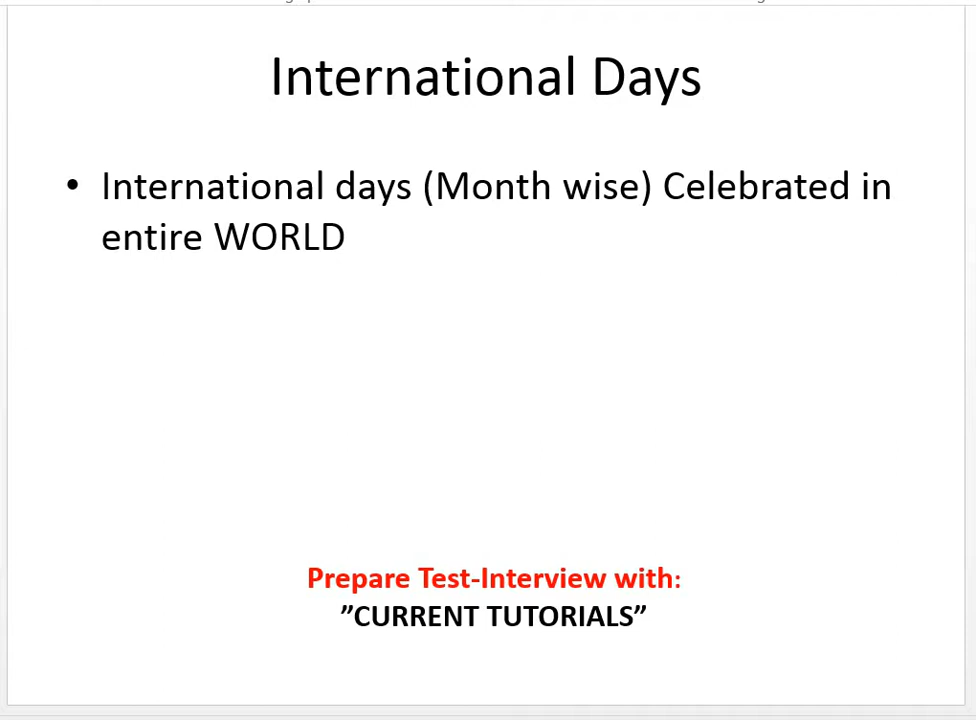 International Days
• International days (Month wise) Celebrated in
entire WORLD
Prepare Test-Interview with:
”CURRENT TUTORIALS”